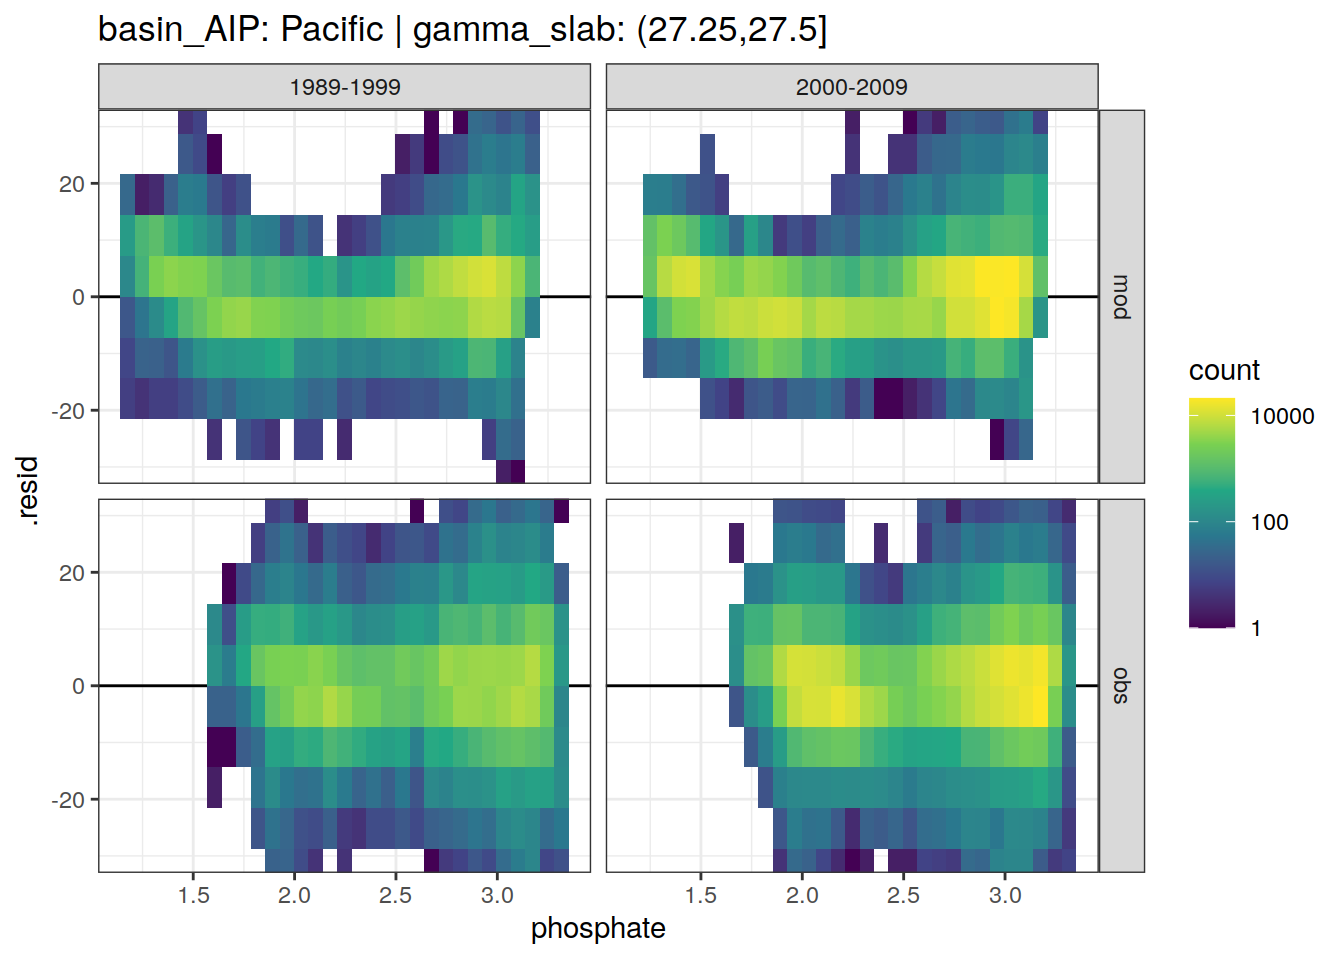 basin_AIP: Pacific | gamma_slab: (27.25,27.5]
1989-1999
2000-2009
20
0
-20
mod
20
0
-20
obs
.resid
1.5 2.0 2.5 3.0
1.5 2.0 2.5 3.0
phosphate
count
10000
100
1